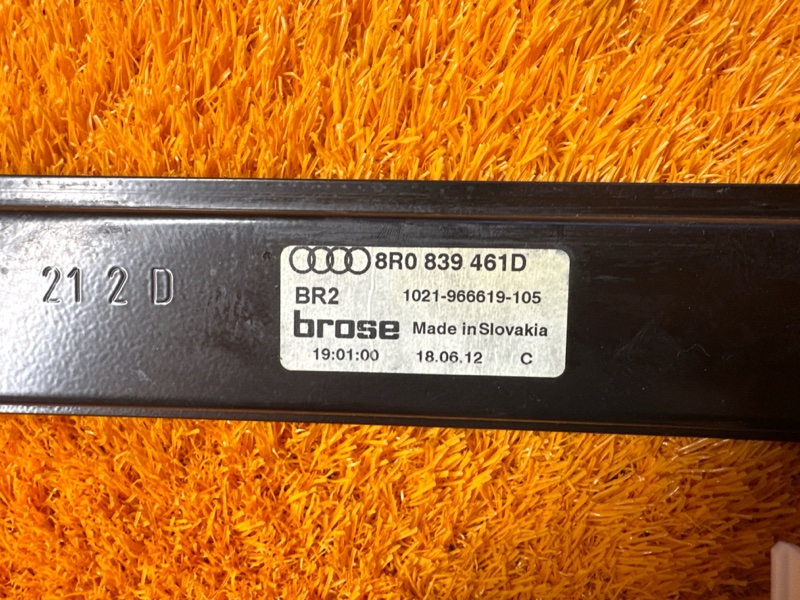 21 2 D
8R0 839 461D
BR2 1021-966619-105
brose Made in Slovakia
19:01:00 18.06.12 C